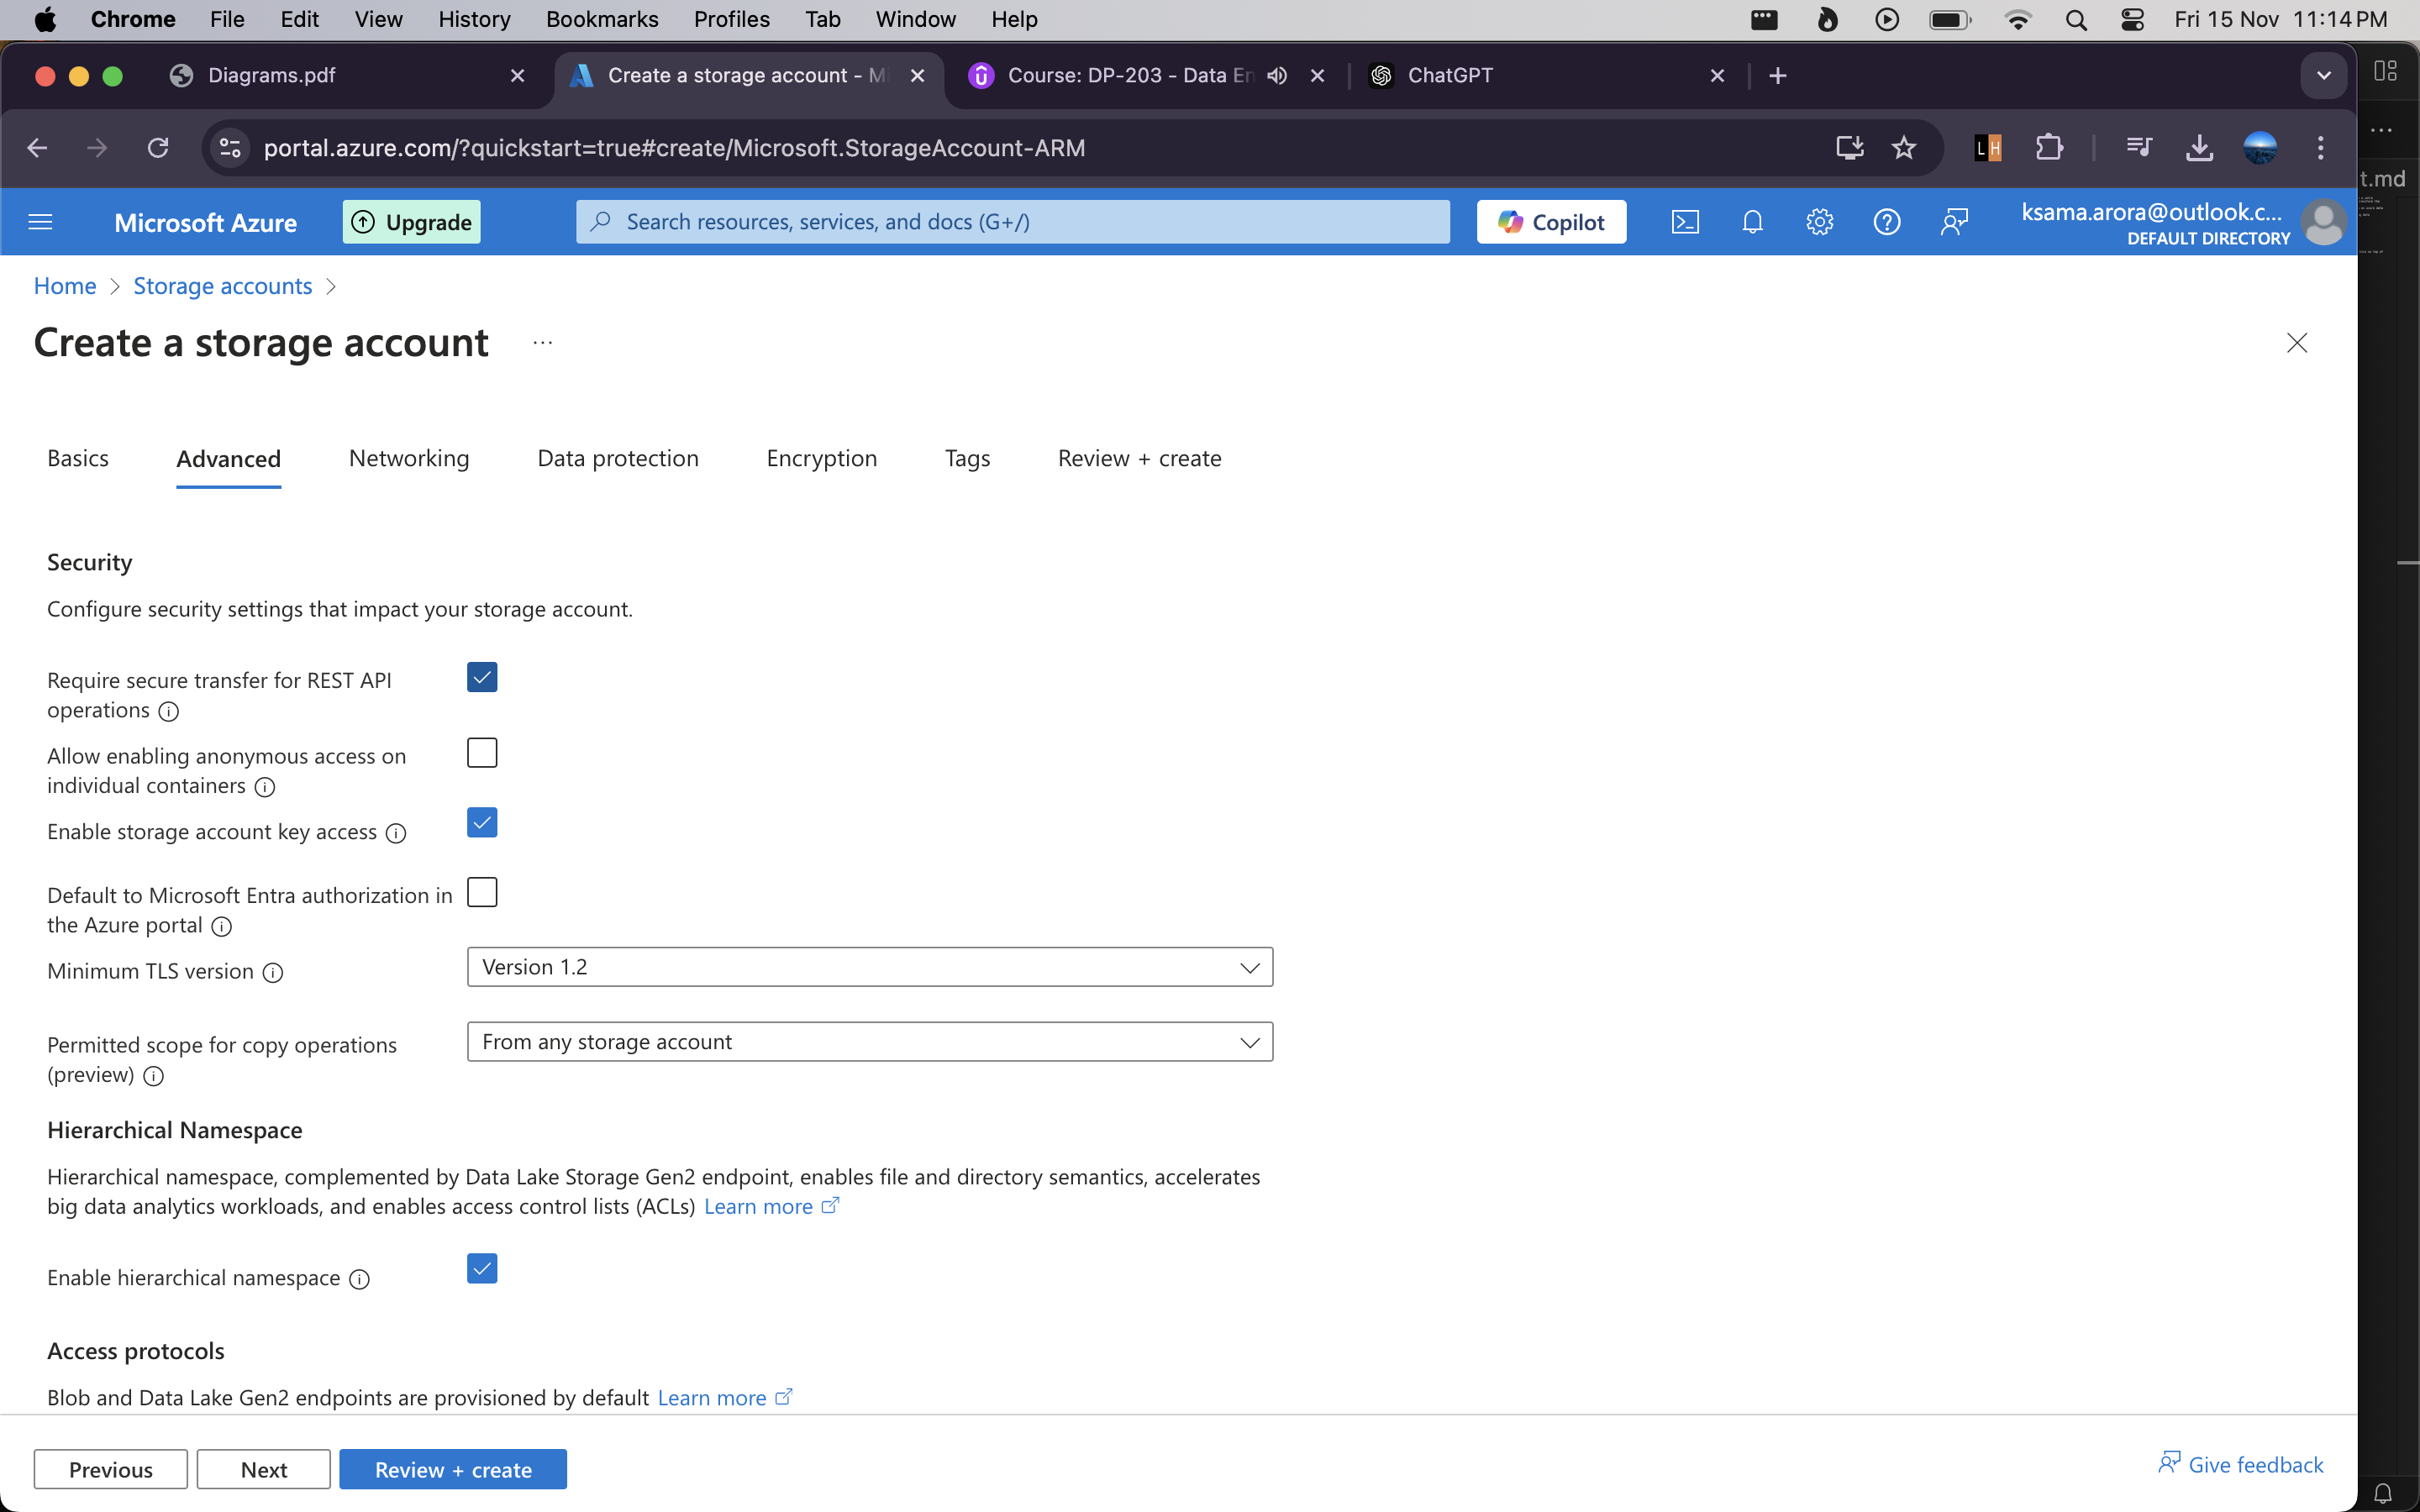 Chrome File Edit View History Bookmarks Profiles Tab Window Help Fri 15 Nov 11:14 PM
Diagrams.pdf Create a storage account - Mi Course: DP-203 - Data En ChatGPT
portal.azure.com/?quickstart=true#create/Microsoft.StorageAccount-ARM
t.md
Microsoft Azure Upgrade Search resources, services, and docs (G+/) Copilot ksama.arora@outlook.c...
DEFAULT DIRECTORY
Home > Storage accounts >
Create a storage account ...
Basics Advanced Networking Data protection Encryption Tags Review + create
Security
Configure security settings that impact your storage account.
Require secure transfer for REST API
operations
Allow enabling anonymous access on
individual containers
Enable storage account key access
Default to Microsoft Entra authorization in
the Azure portal
Minimum TLS version Version 1.2
Permitted scope for copy operations From any storage account
(preview)
Hierarchical Namespace
Hierarchical namespace, complemented by Data Lake Storage Gen2 endpoint, enables file and directory semantics, accelerates
big data analytics workloads, and enables access control lists (ACLs) Learn more
Enable hierarchical namespace
Access protocols
Blob and Data Lake Gen2 endpoints are provisioned by default Learn more
Previous Next Review + create Give feedback